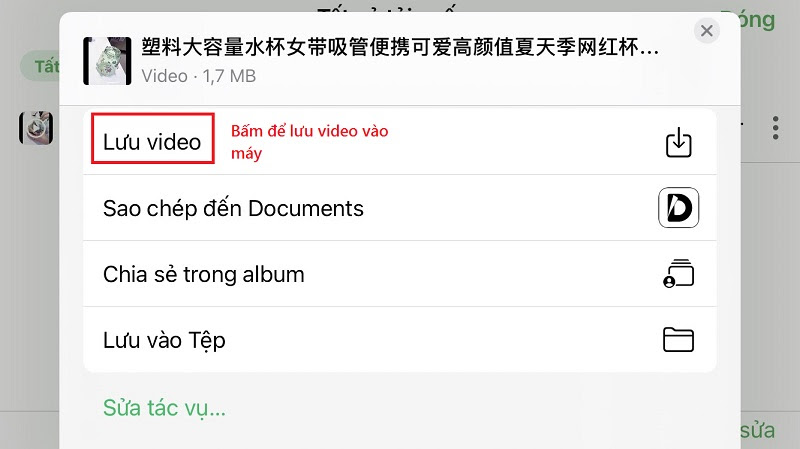 Đóng
塑料大容量水杯女带吸管便携可爱高颜值夏天季网红杯...
Video · 1,7 MB
Tất
Lưu video
Bấm để lưu video vào
máy
Sao chép đến Documents
Chia sẻ trong album
Lưu vào Tệp
Sửa tác vụ...
sửa